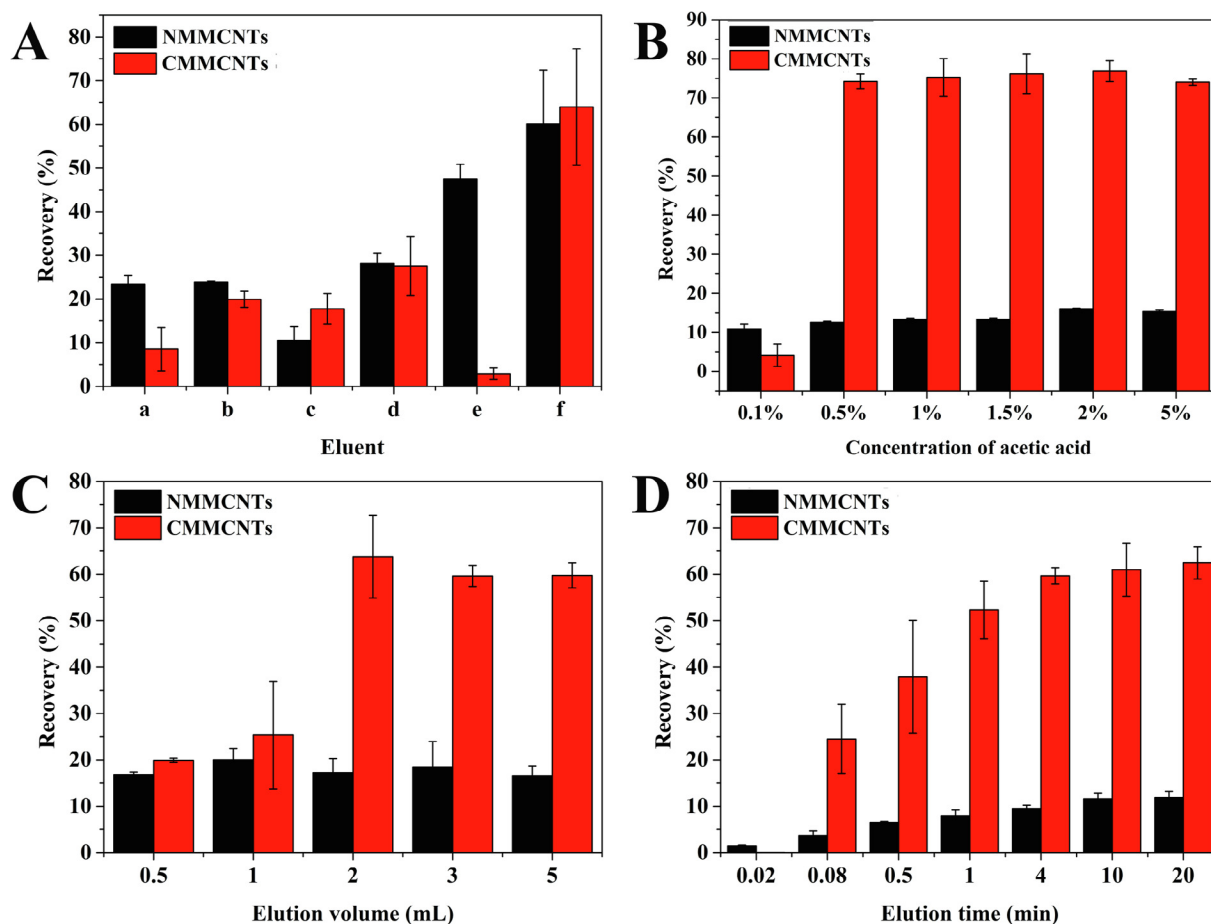 A
NMMCNTs
CMMCNTs
Recovery (%)
80
70
60
50
40
30
20
10
0
a b c d e f
Eluent
B
NMMCNTs
CMMCNTs
Recovery (%)
90
80
70
60
50
40
30
20
10
0
0.1% 0.5% 1% 1.5% 2% 5%
Concentration of acetic acid
C
NMMCNTs
CMMCNTs
Recovery (%)
80
70
60
50
40
30
20
10
0
0.5 1 2 3 5
Elution volume (mL)
D
NMMCNTs
CMMCNTs
Recovery (%)
80
70
60
50
40
30
20
10
0
0.02 0.08 0.5 1 4 10 20
Elution time (min)